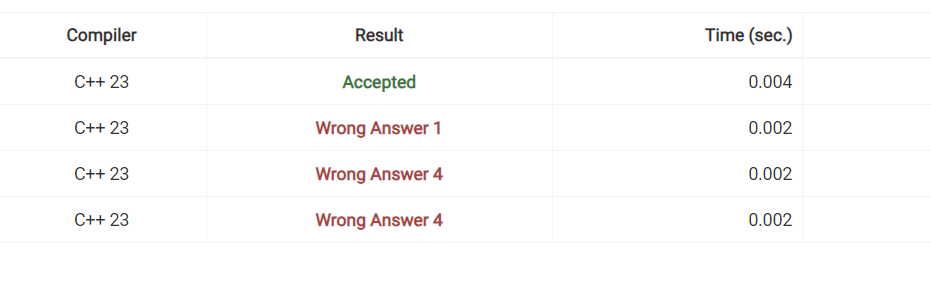 Compiler Result Time (sec.)
C++ 23 Accepted 0.004
C++ 23 Wrong Answer 1 0.002
C++ 23 Wrong Answer 4 0.002
C++ 23 Wrong Answer 4 0.002